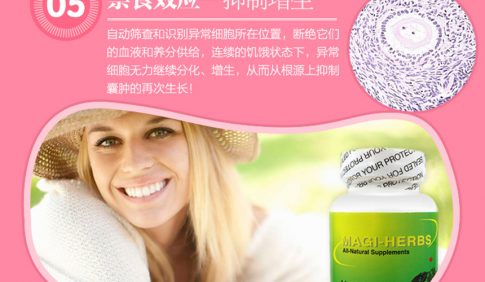 05
禁食效应 抑制增生
自动筛查和识别异常细胞所在位置，断绝它们
的血液和养分供给，连续的饥饿状态下，异常
细胞无力继续分化、增生，从而从根源上抑制
囊肿的再次生长！
MAGI-HERBS
All-Natural Supplements